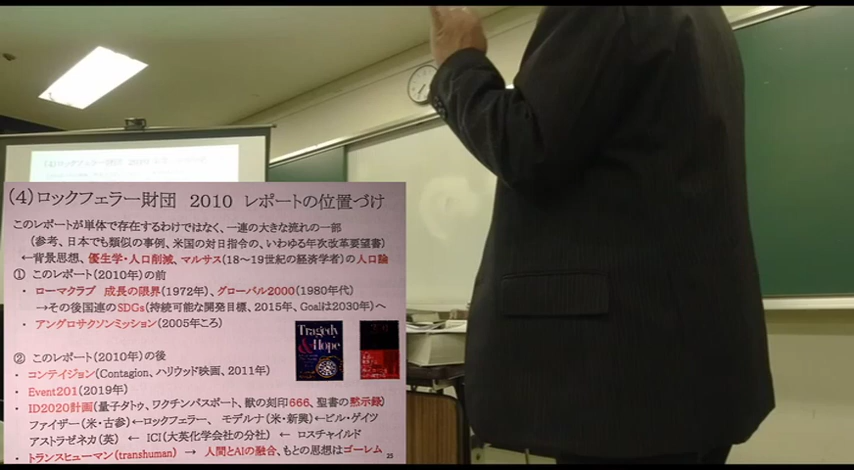 (4)ロックフェラー財団 2010 レポートの位置づけ
このレポートが単体で存在するわけではなく、一連の大きな流れの一部
(参考、日本でも類似の事例、米国の対日指令の、いわゆる年次改革要望書)
←背景思想、優生学・人口削減、マルサス(18~19世紀の経済学者)の人口論
① このレポート(2010年)の前
・ ローマクラブ 成長の限界(1972年)、グローバル2000(1980年代)
→その後国連のSDGs(持続可能な開発目標、2015年、Goalは2030年)へ
・ アングロサクソンミッション(2005年ころ)
Tragedy
& Hope
② このレポート(2010年)の後
・ コンテイジョン(Contagion、ハリウッド映画、2011年)
・ Event201(2019年)
・ ID2020計画(量子タトゥ、ワクチンパスポート、獣の刻印666、聖書の黙示録)
ファイザー(米・古参)←ロックフェラー、 モデルナ(米・新興)←ビル・ゲイツ
アストラゼネカ(英) ← ICI(大英化学会社の分社) ← ロスチャイルド
・ トランスヒューマン(transhuman) → 人間とAIの融合、もとの思想はゴーレム
25